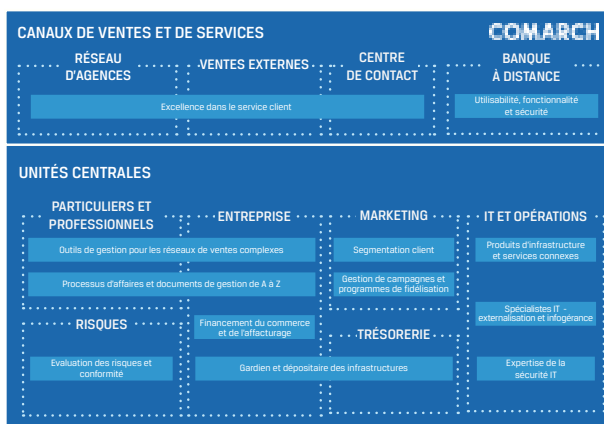 CANAUX DE VENTES ET DE SERVICES
COMARCH
RÉSEAU
D'AGENCES
VENTES EXTERNES
CENTRE
DE CONTACT
BANQUE
À DISTANCE
Excellence dans le service client
Utilisabilité, fonctionnalité
et sécurité
UNITÉS CENTRALES
PARTICULIERS ET
PROFESSIONNELS
ENTREPRISE
MARKETING
IT ET OPÉRATIONS
Outils de gestion pour les réseaux de ventes complexes
Segmentation client
Produits d'infrastructure
et services connexes
Processus d'affaires et documents de gestion de A à Z
Gestion de campagnes et
programmes de fidélisation
Spécialistes IT -
externalisation et infogérance
RISQUES
Financement du commerce
et de l'affacturage
TRÉSORERIE
Evaluation des risques et
conformité
Gardien et dépositaire des infrastructures
Expertise de la
sécurité IT